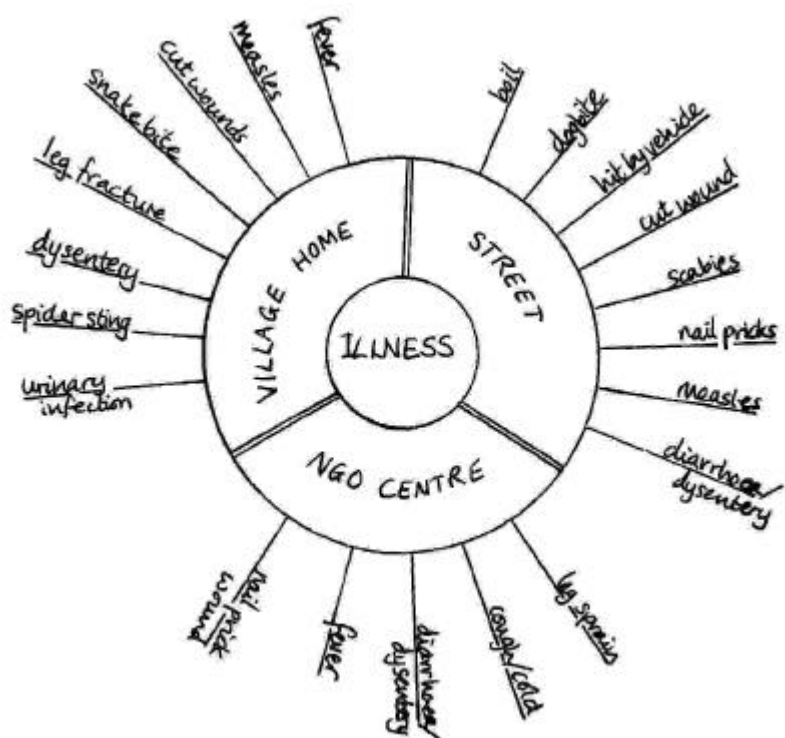 ILLNESS
VILLAGE HOME
STREET
NGO CENTRE
fever
measles
cut wounds
snake bite
leg fracture
dysentery
spider sting
urinary
infection
boil
dogbite
hit by vehicle
cut wound
scabies
nail pricks
measles
diarrhoea/
dysentery
leg sprains
cough/cold
diarrhoea/
dysentery
fever
nail prick
wound